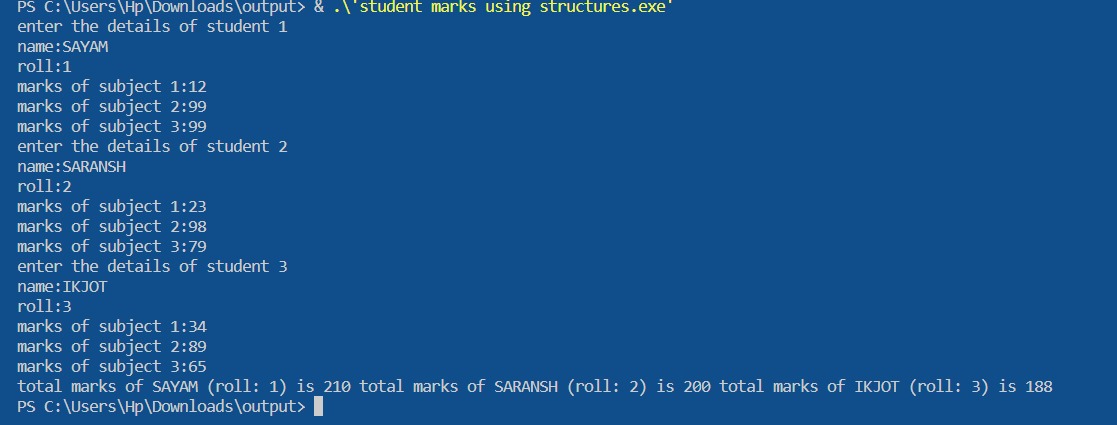 PS C:\Users\Hp\Downloads\output> & .\'student marks using structures.exe'
enter the details of student 1
name:SAYAM
roll:1
marks of subject 1:12
marks of subject 2:99
marks of subject 3:99
enter the details of student 2
name:SARANSH
roll:2
marks of subject 1:23
marks of subject 2:98
marks of subject 3:79
enter the details of student 3
name:IKJOT
roll:3
marks of subject 1:34
marks of subject 2:89
marks of subject 3:65
total marks of SAYAM (roll: 1) is 210 total marks of SARANSH (roll: 2) is 200 total marks of IKJOT (roll: 3) is 188
PS C:\Users\Hp\Downloads\output>